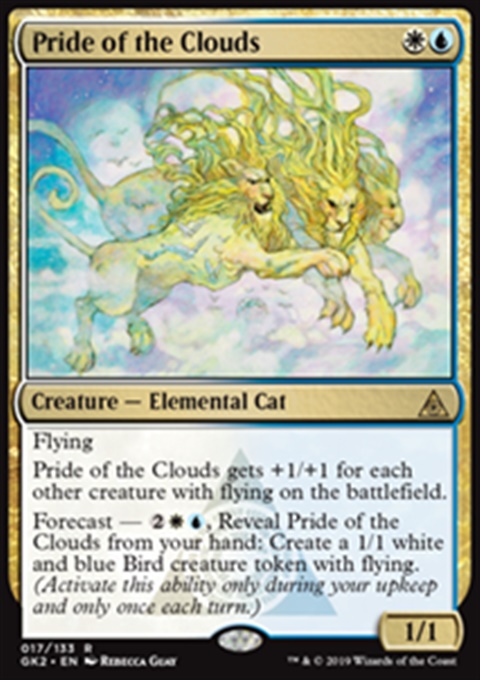 Pride of the Clouds
Creature — Elemental Cat
Flying
Pride of the Clouds gets +1/+1 for each
other creature with flying on the battlefield.
Forecast — 2, Reveal Pride of the
Clouds from your hand: Create a 1/1 white
and blue Bird creature token with flying.
(Activate this ability only during your upkeep
and only once each turn.)
1/1
017/133 R
GK2 • EN Rebecca Guay
™ & © 2019 Wizards of the Coast